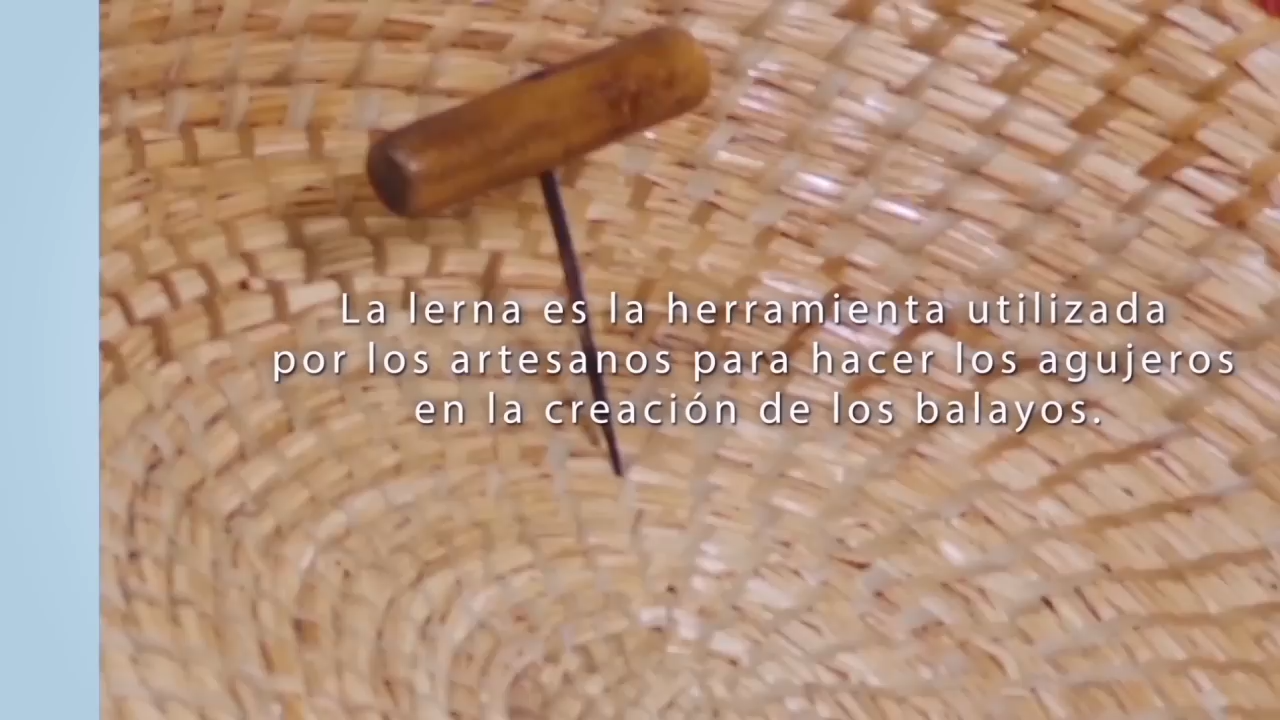 La lerna es la herramienta utilizada
por los artesanos para hacer los agujeros
en la creación de los balayos.